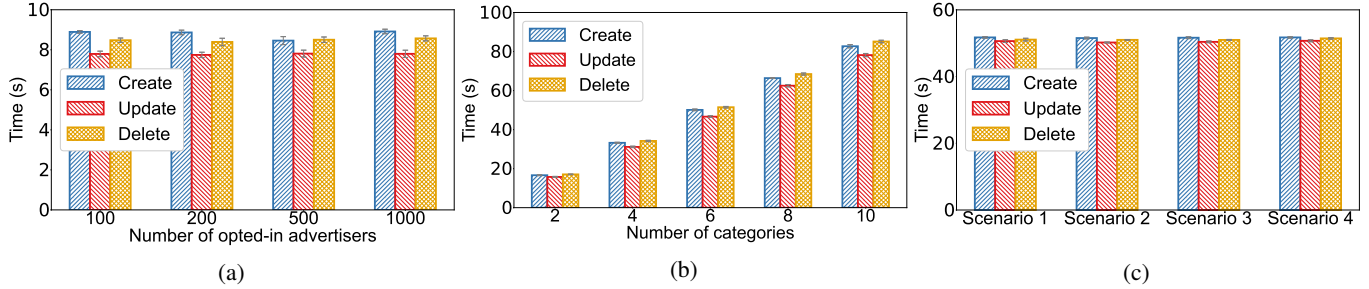 10
8
6
4
2
0
Time (s)
Create
Update
Delete
100 200 500 1000
Number of opted-in advertisers
(a)
100
80
60
40
20
0
Time (s)
Create
Update
Delete
2 4 6 8 10
Number of categories
(b)
60
40
20
0
Time (s)
Create
Update
Delete
Scenario 1 Scenario 2 Scenario 3 Scenario 4
(c)